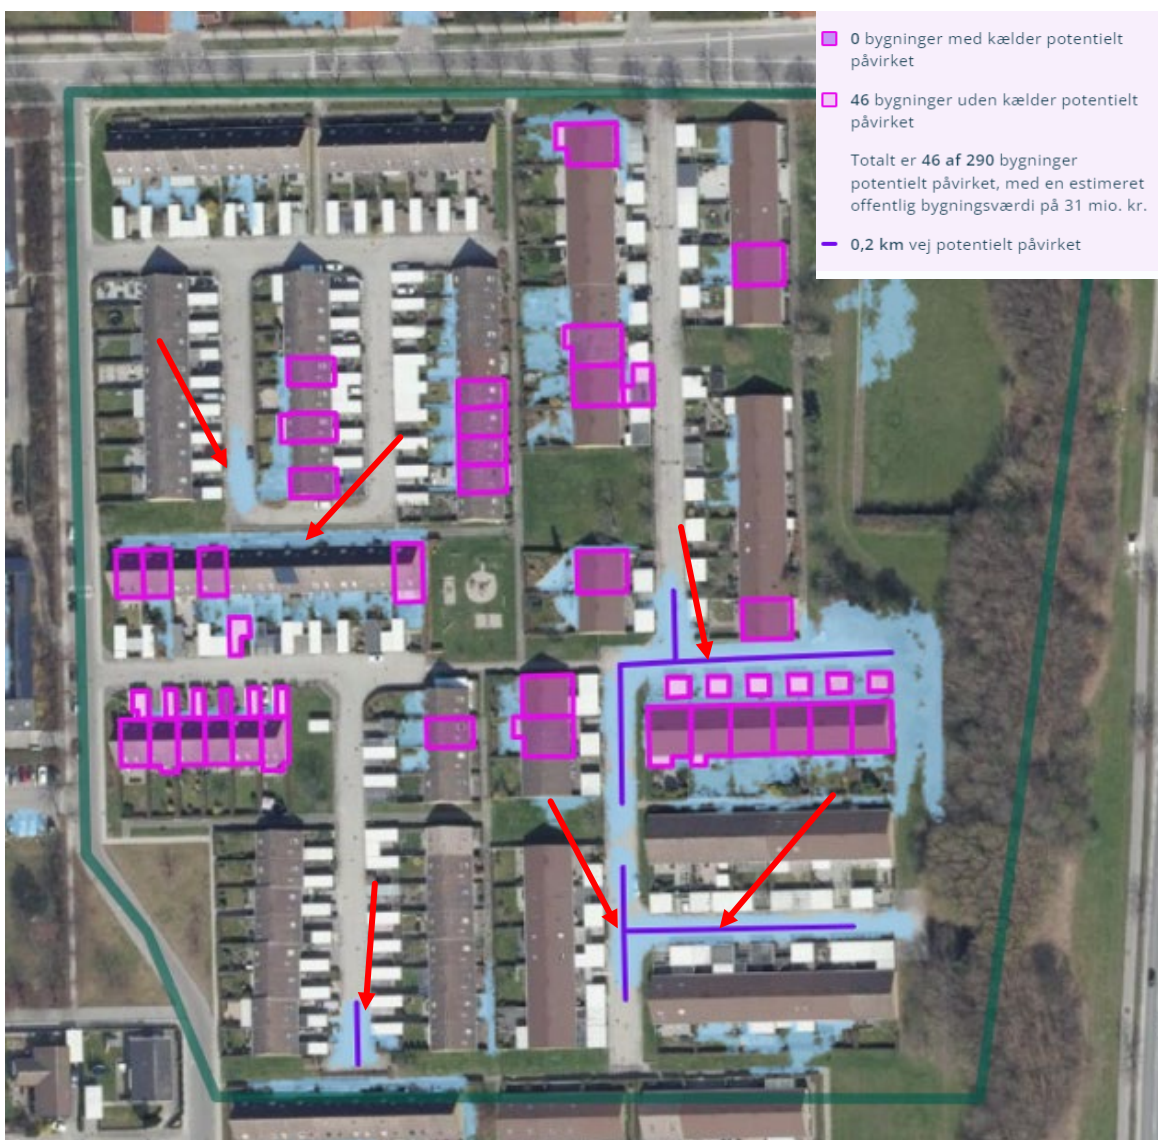 0 bygninger med kælder potentielt
påvirket
46 bygninger uden kælder potentielt
påvirket
Totalt er 46 af 290 bygninger
potentielt påvirket, med en estimeret
offentlig bygningsværdi på 31 mio. kr.
0,2 km vej potentielt påvirket